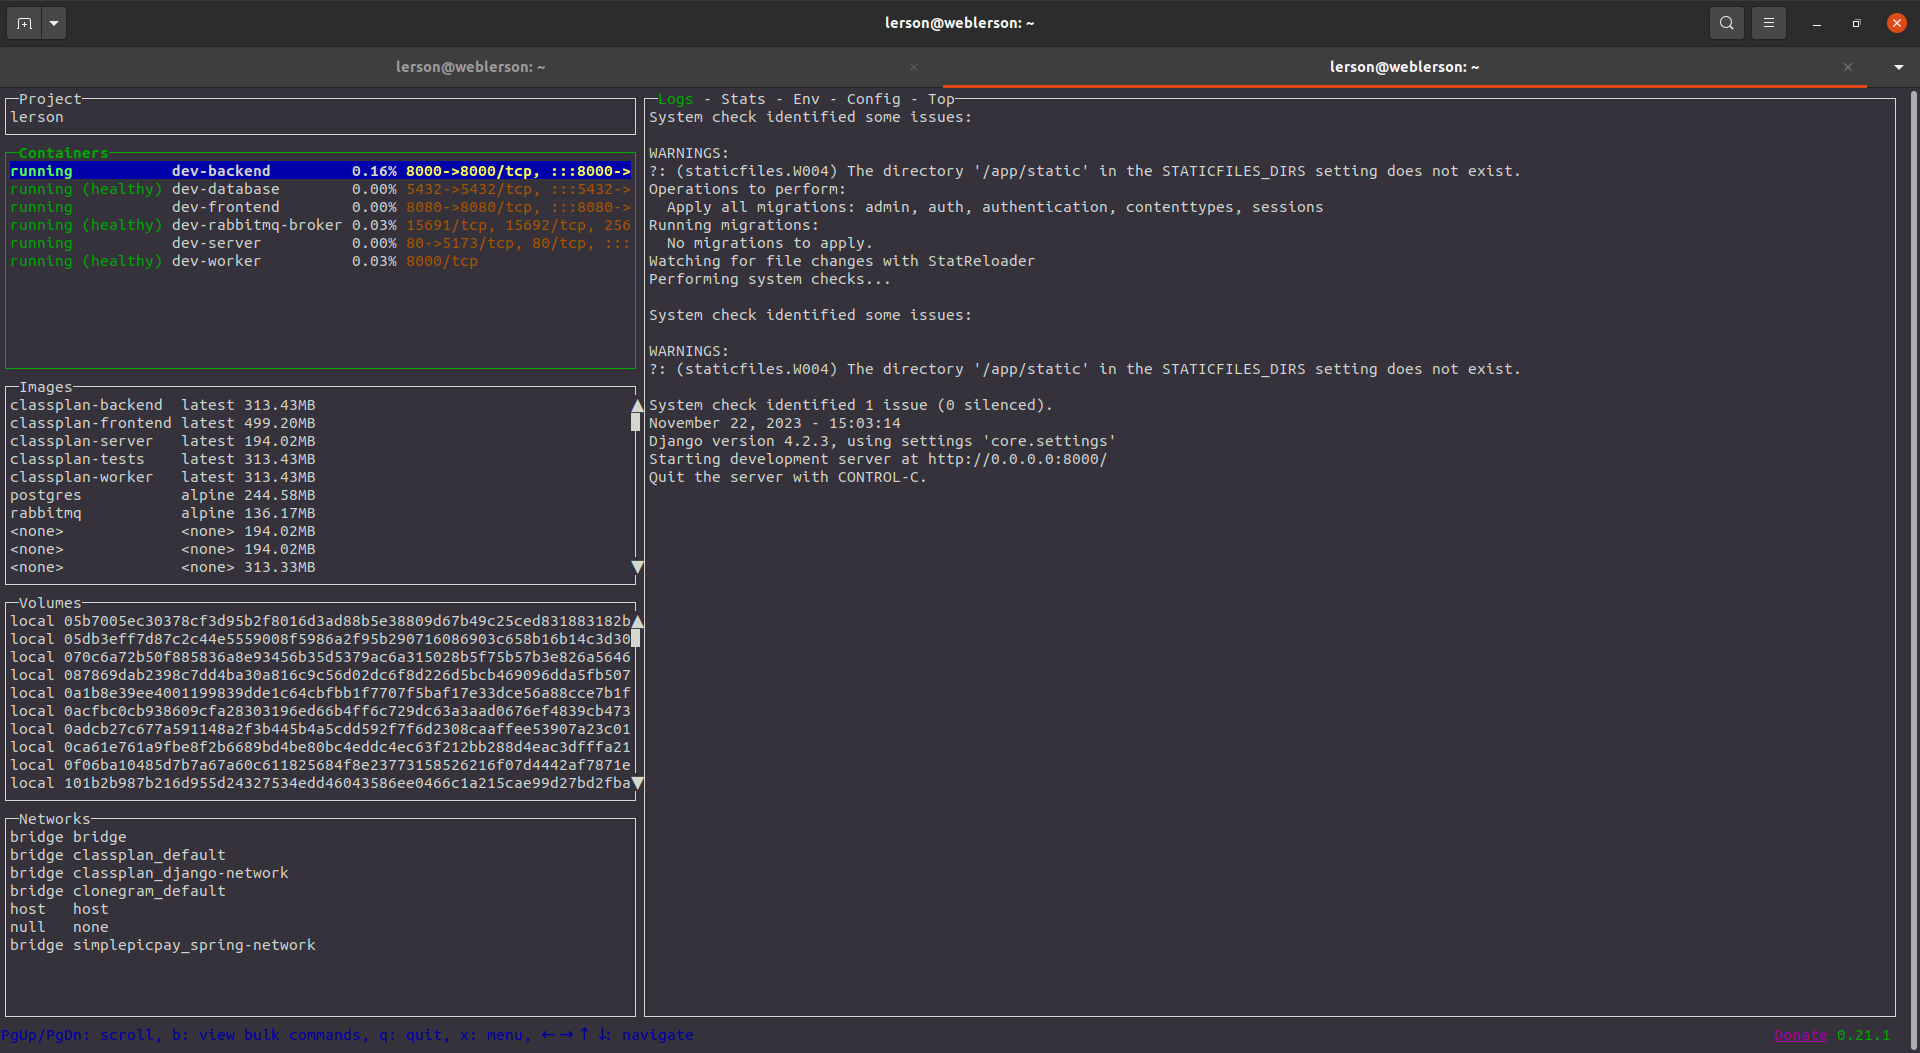 lerson@weblerson: ~
lerson@weblerson: ~
lerson@weblerson: ~
Project
lerson
Containers
running dev-backend 0.16% 8000->8000/tcp, :::8000->
running (healthy) dev-database 0.00% 5432->5432/tcp, :::5432->
running dev-frontend 0.00% 8080->8080/tcp, :::8080->
running (healthy) dev-rabbitmq-broker 0.03% 15691/tcp, 15692/tcp, 256
running dev-server 0.00% 80->5173/tcp, 80/tcp, :::
running (healthy) dev-worker 0.03% 8000/tcp
Images
classplan-backend latest 313.43MB
classplan-frontend latest 499.20MB
classplan-server latest 194.02MB
classplan-tests latest 313.43MB
classplan-worker latest 313.43MB
postgres alpine 244.58MB
rabbitmq alpine 136.17MB
<none> <none> 194.02MB
<none> <none> 194.02MB
<none> <none> 313.33MB
Volumes
local 05b7005ec30378cf3d95b2f8016d3ad88b5e38809d67b49c25ced831883182b
local 05db3eff7d87c2c44e5559008f5986a2f95b290716086903c658b16b14c3d30
local 070c6a72b50f885836a8e93456b35d5379ac6a315028b5f75b57b3e826a5646
local 087869dab2398c7dd4ba30a816c9c56d02dc6f8d226d5bcb469096dda5fb507
local 0a1b8e39ee4001199839dde1c64cbfbb1f7707f5baf17e33dce56a88cce7b1f
local 0acfbc0cb938609cfa28303196ed66b4ff6c729dc63a3aad0676ef4839cb473
local 0adcb27c677a591148a2f3b445b4a5cdd592f7f6d2308caaffee53907a23c01
local 0ca61e761a9fbe8f2b6689bd4be80bc4eddc4ec63f212bb288d4eac3dfffa21
local 0f06ba10485d7b7a67a60c611825684f8e23773158526216f07d4442af7871e
local 101b2b987b216d955d24327534edd46043586ee0466c1a215cae99d27bd2fba
Networks
bridge bridge
bridge classplan_default
bridge classplan_django-network
bridge clonegram_default
host host
null none
bridge simplepicpay_spring-network
Logs - Stats - Env - Config - Top
System check identified some issues:
WARNINGS:
?: (staticfiles.W004) The directory '/app/static' in the STATICFILES_DIRS setting does not exist.
Operations to perform:
Apply all migrations: admin, auth, authentication, contenttypes, sessions
Running migrations:
No migrations to apply.
Watching for file changes with StatReloader
Performing system checks...
System check identified some issues:
WARNINGS:
?: (staticfiles.W004) The directory '/app/static' in the STATICFILES_DIRS setting does not exist.
System check identified 1 issue (0 silenced).
November 22, 2023 - 15:03:14
Django version 4.2.3, using settings 'core.settings'
Starting development server at http://0.0.0.0:8000/
Quit the server with CONTROL-C.
PgUp/PgDn: scroll, b: view bulk commands, q: quit, x: menu, ← → ↑ ↓: navigate
Donate 0.21.1